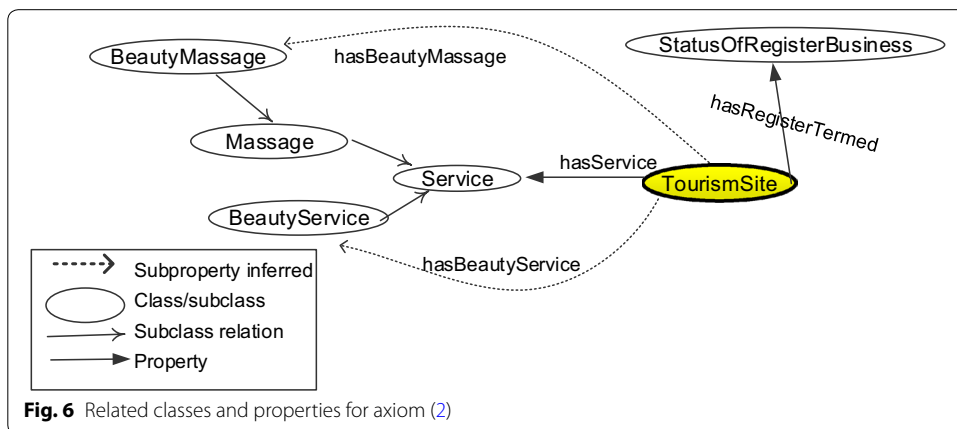 BeautyMassage
hasBeautyMassage
StatusOfRegisterBusiness
hasRegisterTermed
Massage
hasService
Service
TourismSite
BeautyService
hasBeautyService
Subproperty inferred
Class/subclass
Subclass relation
Property
Fig. 6 Related classes and properties for axiom (2)